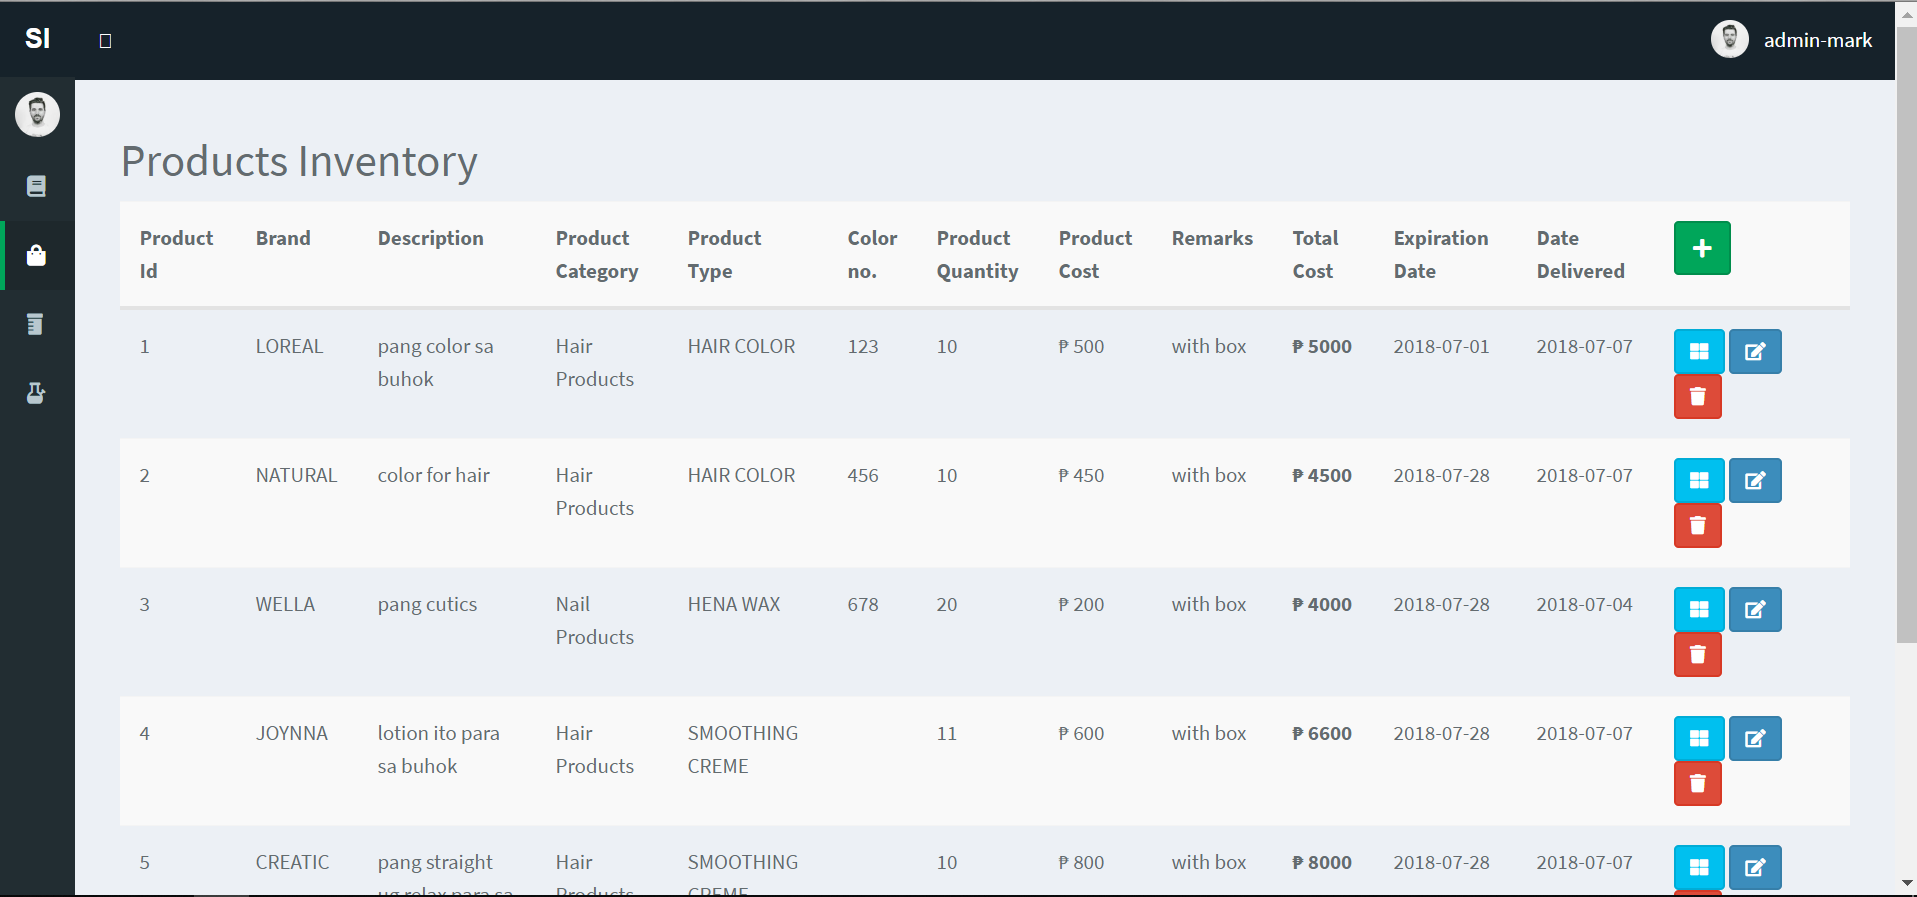 SI
admin-mark
Products Inventory
Product Id Brand Description Product Category Product Type Color no. Product Quantity Product Cost Remarks Total Cost Expiration Date Date Delivered
1 LOREAL pang color sa buhok Hair Products HAIR COLOR 123 10 ₱ 500 with box ₱ 5000 2018-07-01 2018-07-07
2 NATURAL color for hair Hair Products HAIR COLOR 456 10 ₱ 450 with box ₱ 4500 2018-07-28 2018-07-07
3 WELLA pang cutics Nail Products HENA WAX 678 20 ₱ 200 with box ₱ 4000 2018-07-28 2018-07-04
4 JOYNNA lotion ito para sa buhok Hair Products SMOOTHING CREME 11 ₱ 600 with box ₱ 6600 2018-07-28 2018-07-07
5 CREATIC pang straight ug relax para sa Hair Products SMOOTHING CREME 10 ₱ 800 with box ₱ 8000 2018-07-28 2018-07-07